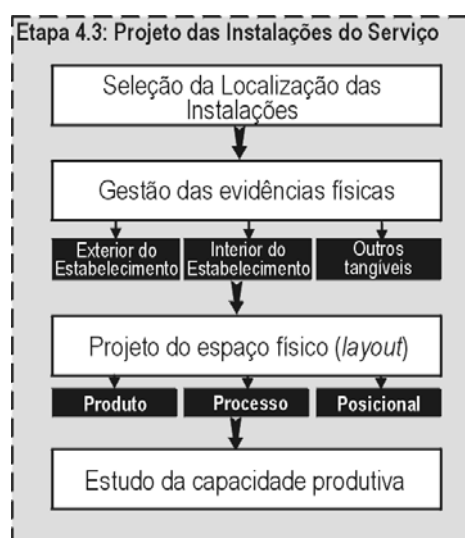 Etapa 4.3: Projeto das Instalações do Serviço
Seleção da Localização das
Instalações
Gestão das evidências físicas
Exterior do
Estabelecimento
Interior do
Estabelecimento
Outros
tangíveis
Projeto do espaço físico (layout)
Produto
Processo
Posicional
Estudo da capacidade produtiva